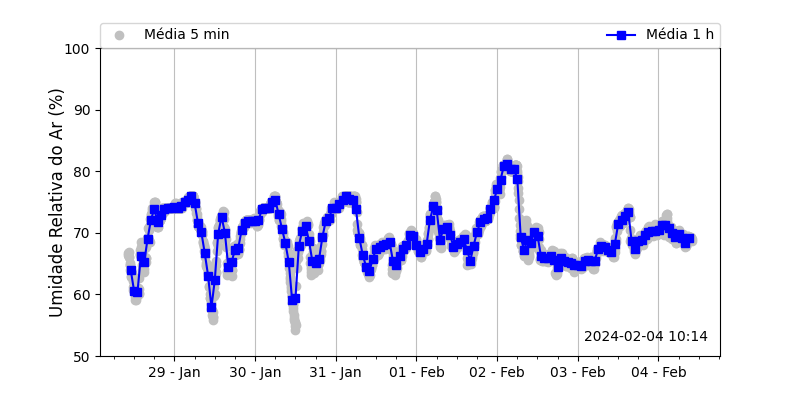 Média 5 min
Média 1 h
Umidade Relativa do Ar (%)
100
90
80
70
60
50
2024-02-04 10:14
29 - Jan
30 - Jan
31 - Jan
01 - Feb
02 - Feb
03 - Feb
04 - Feb